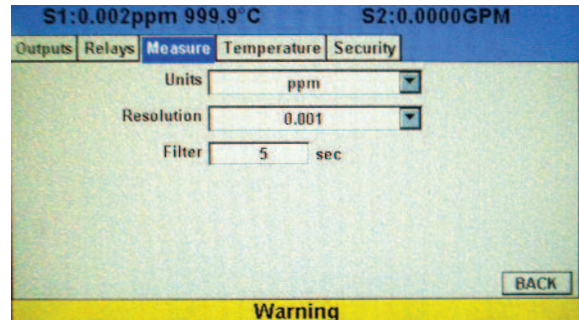 S1:0.002ppm 999.9°C S2:0.0000GPM
Outputs Relays Measure Temperature Security
Units ppm
Resolution 0.001
Filter 5 sec
BACK
Warning